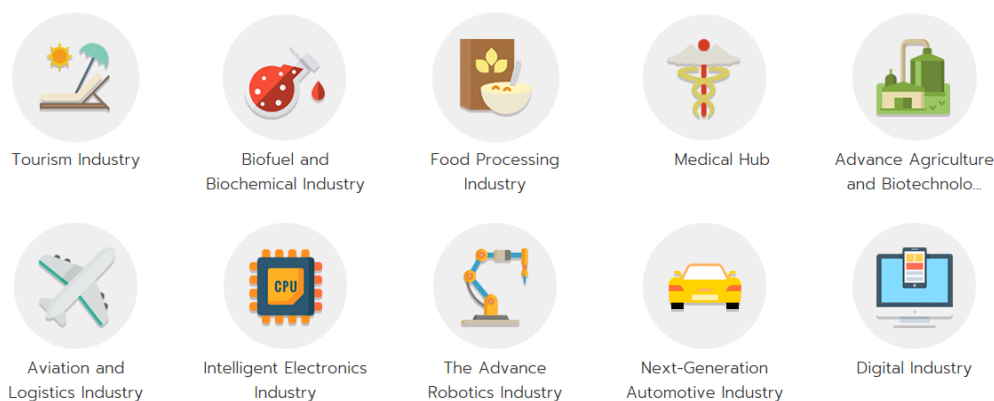 Tourism Industry
Biofuel and
Biochemical Industry
Food Processing
Industry
Medical Hub
Advance Agriculture
and Biotechnolo...
Aviation and
Logistics Industry
CPU
Intelligent Electronics
Industry
The Advance
Robotics Industry
Next-Generation
Automotive Industry
Digital Industry